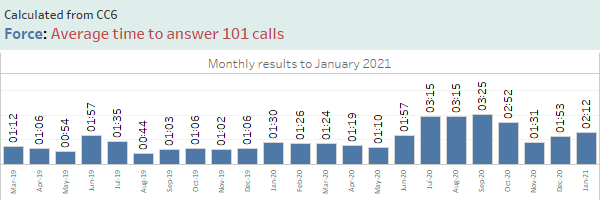 Calculated from CC6
Force: Average time to answer 101 calls
Monthly results to January 2021
01:12 01:06 00:54 01:57 01:35 00:44 01:03 01:06 01:02 01:06 01:30 01:26 01:24 01:19 01:10 01:57 03:15 03:15 03:25 02:52 01:31 01:53 02:12
Mar-19 Apr-19 May-19 Jun-19 Jul-19 Aug-19 Sep-19 Oct-19 Nov-19 Dec-19 Jan-20 Feb-20 Mar-20 Apr-20 May-20 Jun-20 Jul-20 Aug-20 Sep-20 Oct-20 Nov-20 Dec-20 Jan-21